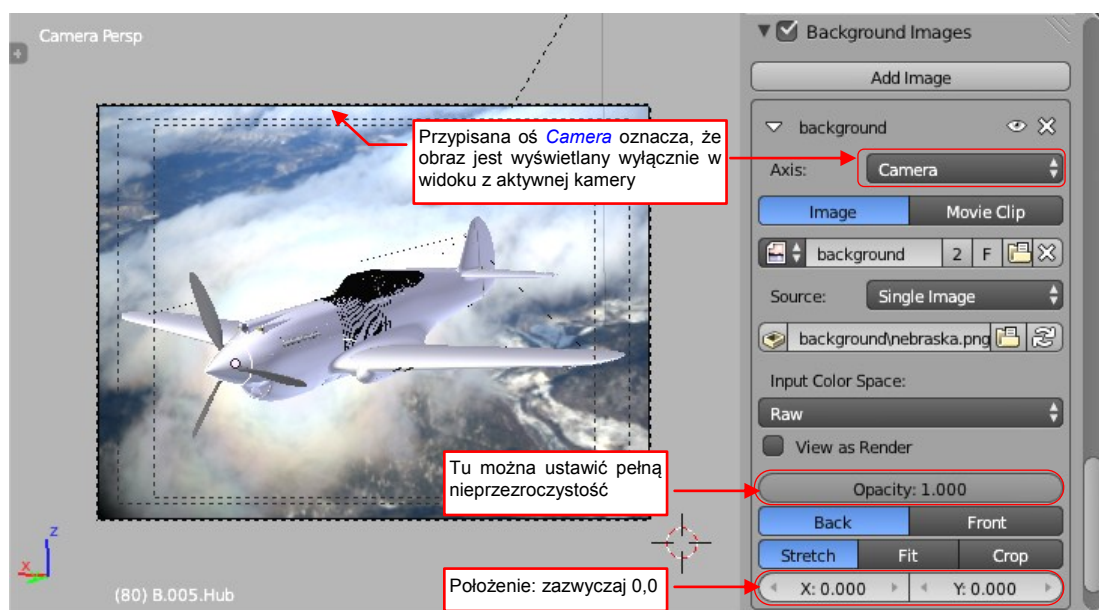 Camera Persp
Przypisana oś Camera oznacza, że
obraz jest wyświetlany wyłącznie w
widoku z aktywnej kamery
Tu można ustawić pełną
nieprzezroczystość
Położenie: zazwyczaj 0,0
z
x
(80) B.005.Hub
Background Images
Add Image
background
Axis: Camera
Image Movie Clip
background 2 F
Source: Single Image
background\nebraska.png
Input Color Space:
Raw
View as Render
Opacity: 1.000
Back Front
Stretch Fit Crop
X: 0.000 Y: 0.000